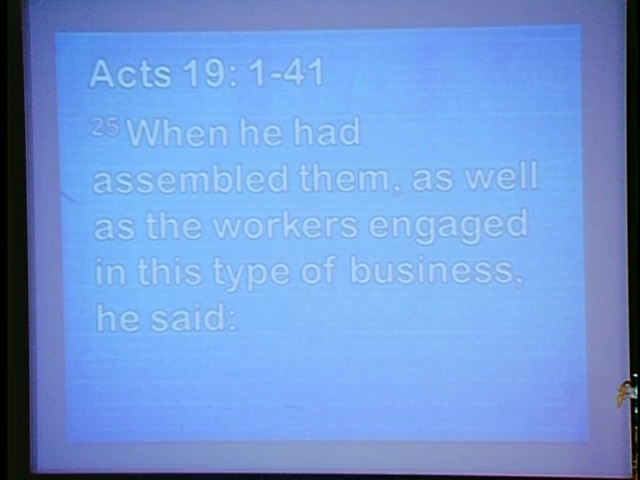 Acts 19: 1-41
25 When he had
assembled them, as well
as the workers engaged
in this type of business,
he said: